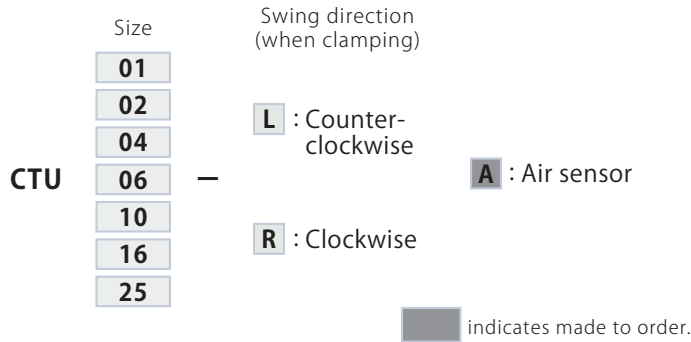 Size
Swing direction
(when clamping)
01
02
04
CTU 06 –
10
16
25
L : Counter-
clockwise
R : Clockwise
A : Air sensor
indicates made to order.